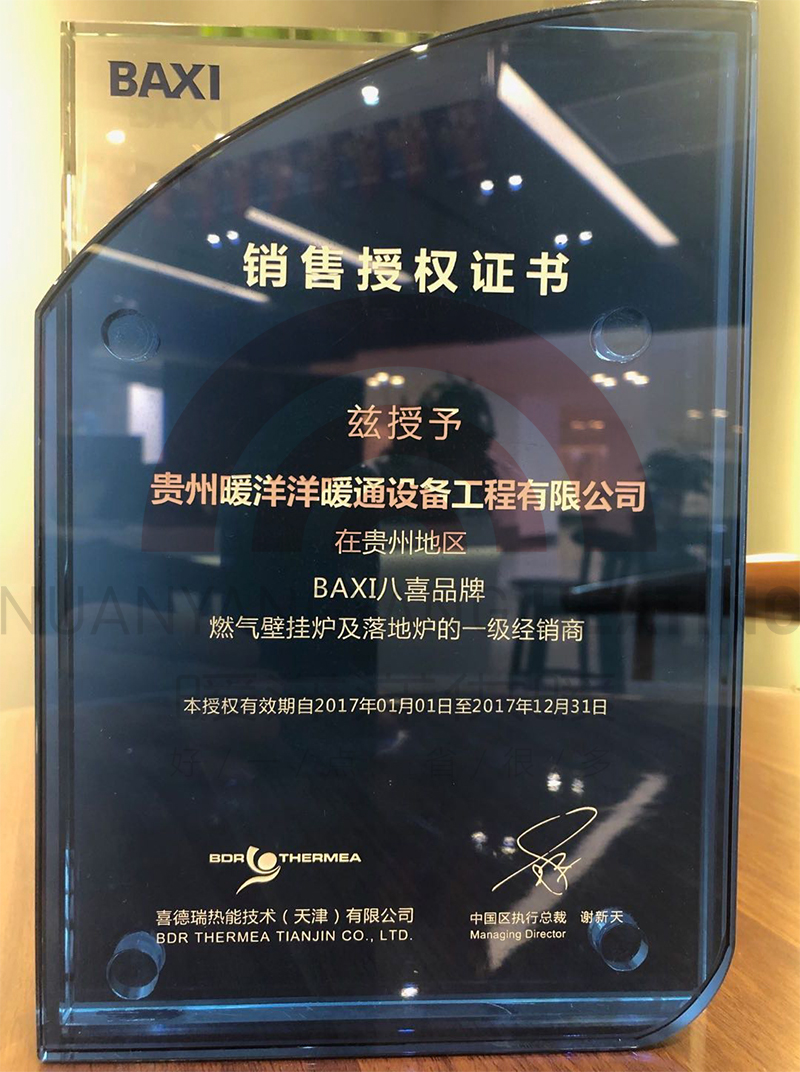 BAXI
销售授权证书
兹授予
贵州暖洋洋暖通设备工程有限公司
在贵州地区
BAXI八喜品牌
燃气壁挂炉及落地炉的一级经销商
本授权有效期自2017年01月01日至2017年12月31日
BDR THERMEA
喜德瑞热能技术（天津）有限公司
BDR THERMEA TIANJIN CO., LTD.
中国区执行总裁 谢新天
Managing Director